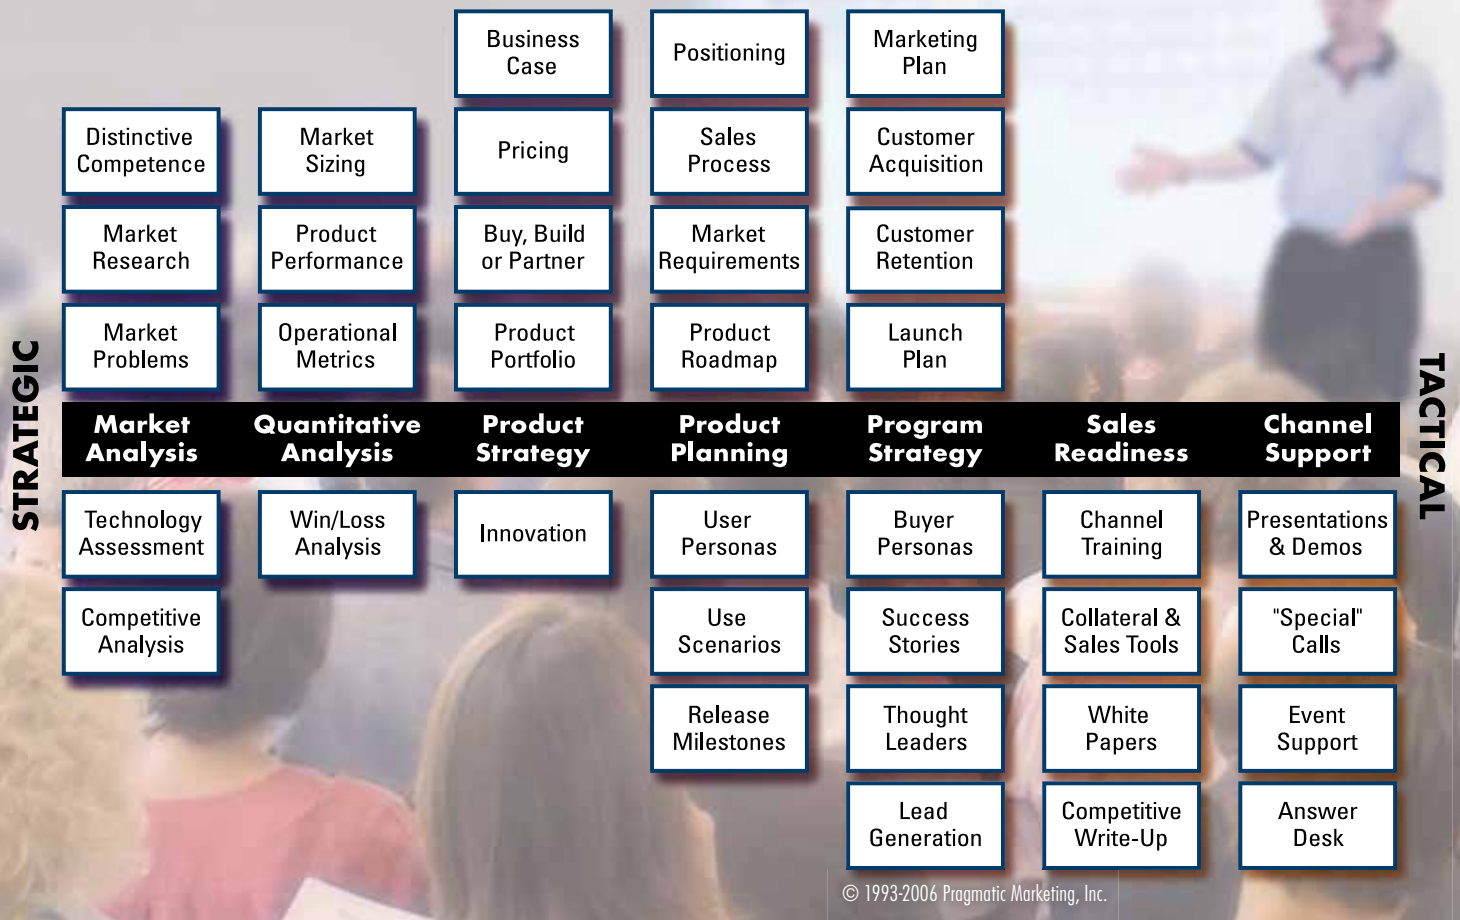 Business
Case
Positioning
Marketing
Plan
Distinctive
Competence
Market
Sizing
Pricing
Sales
Process
Customer
Acquisition
Market
Research
Product
Performance
Buy, Build
or Partner
Market
Requirements
Customer
Retention
Market
Problems
Operational
Metrics
Product
Portfolio
Product
Roadmap
Launch
Plan
STRATEGIC
Market
Analysis
Quantitative
Analysis
Product
Strategy
Product
Planning
Program
Strategy
Sales
Readiness
Channel
Support
TACTICAL
Technology
Assessment
Win/Loss
Analysis
Innovation
User
Personas
Buyer
Personas
Channel
Training
Presentations
& Demos
Competitive
Analysis
Use
Scenarios
Success
Stories
Collateral &
Sales Tools
"Special"
Calls
Release
Milestones
Thought
Leaders
White
Papers
Event
Support
Lead
Generation
Competitive
Write-Up
Answer
Desk
© 1993-2006 Pragmatic Marketing, Inc.